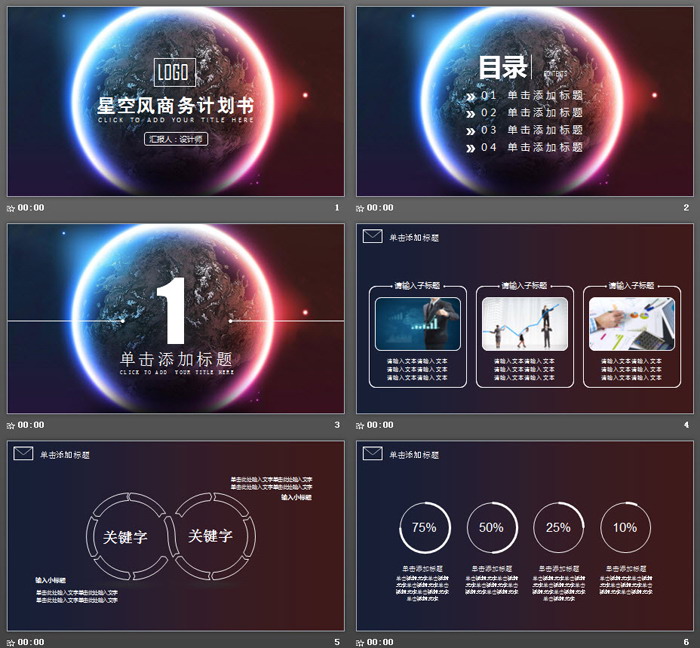 LOGO
星空风商务计划书
CLICK TO ADD YOUR TITLE HERE
汇报人：设计师
00:00
1
目录
CONTENTS
01 单击添加标题
02 单击添加标题
03 单击添加标题
04 单击添加标题
2
00:00
1
单击添加标题
CLICK TO ADD YOUR TITLE HERE
00:00
3
单击添加标题
请输入子标题
请输入文本请输入文本
请输入文本请输入文本
请输入文本请输入文本
请输入子标题
请输入文本请输入文本
请输入文本请输入文本
请输入文本请输入文本
请输入子标题
请输入文本请输入文本
请输入文本请输入文本
请输入文本请输入文本
00:00
4
单击添加标题
单击此处输入文字单击此处输入文字
单击此处输入文字单击此处输入文字
输入小标题
关键字
关键字
输入小标题
单击此处输入文字单击此处输入文字
单击此处输入文字单击此处输入文字
00:00
5
单击添加标题
75%
50%
25%
10%
单击添加标题
单击添加标题
单击添加标题
单击添加标题
00:00
6